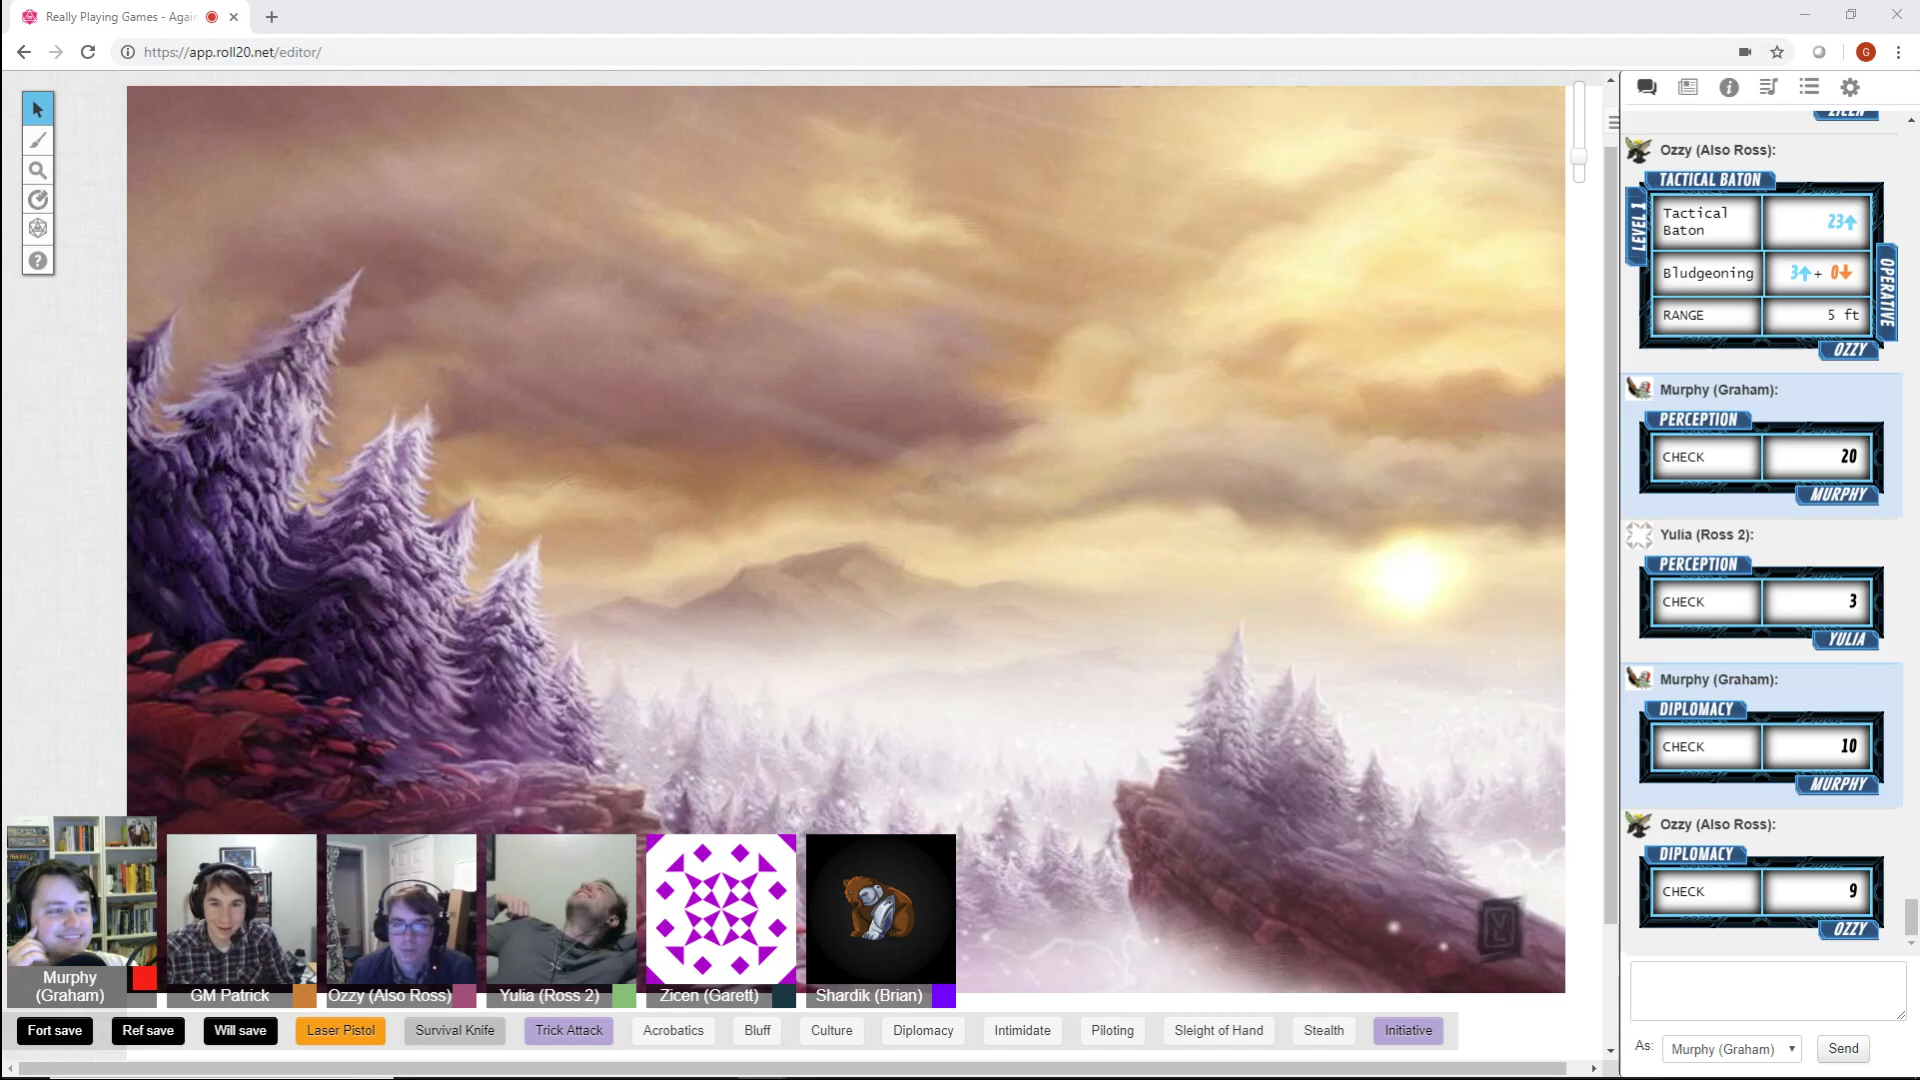 Really Playing Games - Again
https://app.roll20.net/editor/
G
ZICEN
Ozzy (Also Ross):
TACTICAL BATON
LEVEL 1
Tactical
Baton
23
Bludgeoning
3 + 0
RANGE
5 ft
OPERATIVE
OZZY
Murphy (Graham):
PERCEPTION
CHECK
20
MURPHY
Yulia (Ross 2):
PERCEPTION
CHECK
3
YULIA
Murphy (Graham):
DIPLOMACY
CHECK
10
MURPHY
Ozzy (Also Ross):
DIPLOMACY
CHECK
9
OZZY
Murphy
(Graham)
GM Patrick
Ozzy (Also Ross)
Yulia (Ross 2)
Zicen (Garett)
Shardik (Brian)
Fort save
Ref save
Will save
Laser Pistol
Survival Knife
Trick Attack
Acrobatics
Bluff
Culture
Diplomacy
Intimidate
Piloting
Sleight of Hand
Stealth
Initiative
As:
Murphy (Graham)
Send